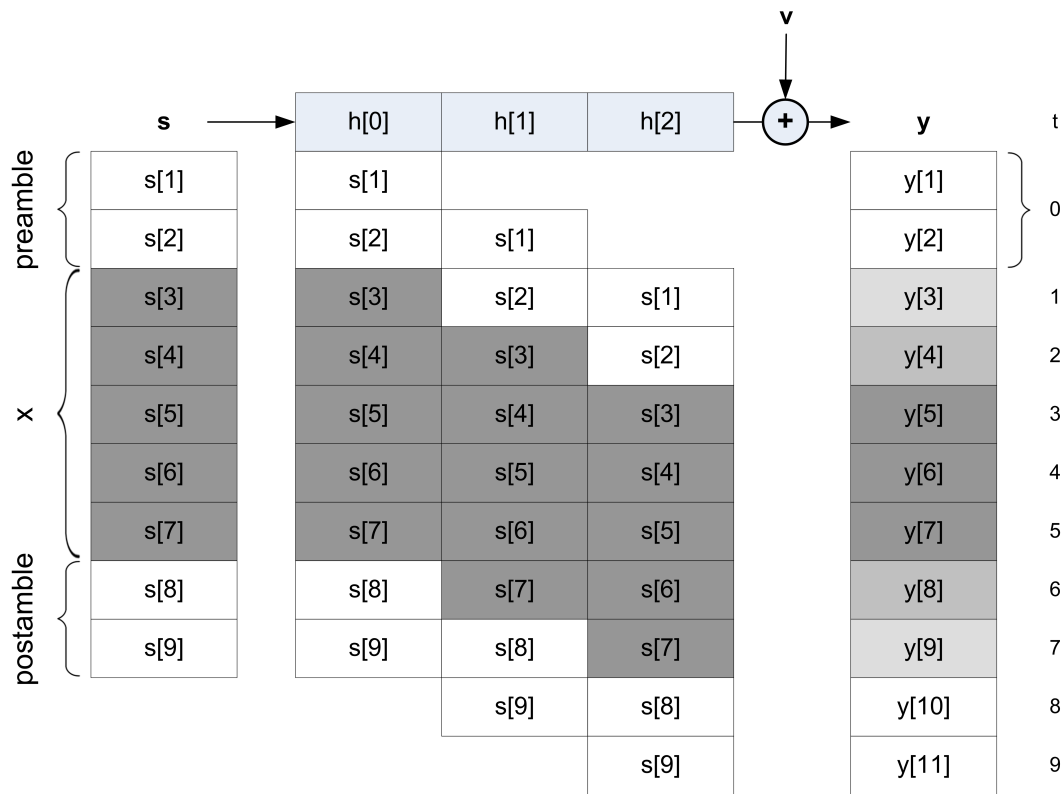 v
s h[0] h[1] h[2] + y t
preamble
s[1] s[1] y[1]
0
s[2] s[2] s[1] y[2]
x
s[3] s[3] s[2] s[1] y[3] 1
s[4] s[4] s[3] s[2] y[4] 2
s[5] s[5] s[4] s[3] y[5] 3
s[6] s[6] s[5] s[4] y[6] 4
s[7] s[7] s[6] s[5] y[7] 5
postamble
s[8] s[8] s[7] s[6] y[8] 6
s[9] s[9] s[8] s[7] y[9] 7
s[9] s[8] y[10] 8
s[9] y[11] 9